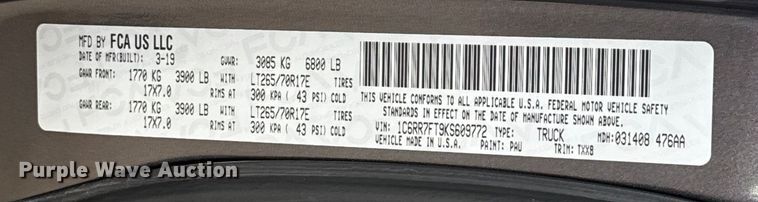 MFD BY FCA US LLC
DATE OF MFR(BUILT): 3-19 GVWR: 3085 KG 6800 LB
GAWR FRONT: 1770 KG 3900 LB WITH LT265/70R17E TIRES
17X7.0 RIMS AT 300 KPA ( 43 PSI) COLD
GAWR REAR: 1770 KG 3900 LB WITH LT265/70R17E TIRES
17X7.0 RIMS AT 300 KPA ( 43 PSI) COLD
THIS VEHICLE CONFORMS TO ALL APPLICABLE U.S.A. FEDERAL MOTOR VEHICLE SAFETY
STANDARDS IN EFFECT ON THE DATE OF MANUFACTURE SHOWN ABOVE.
VIN: 1C6RR7FT9KS609772 TYPE: TRUCK MDH:031408 476AA
VEHICLE MADE IN U.S.A. PAINT: PAU TRIM: TXX8
Purple Wave Auction